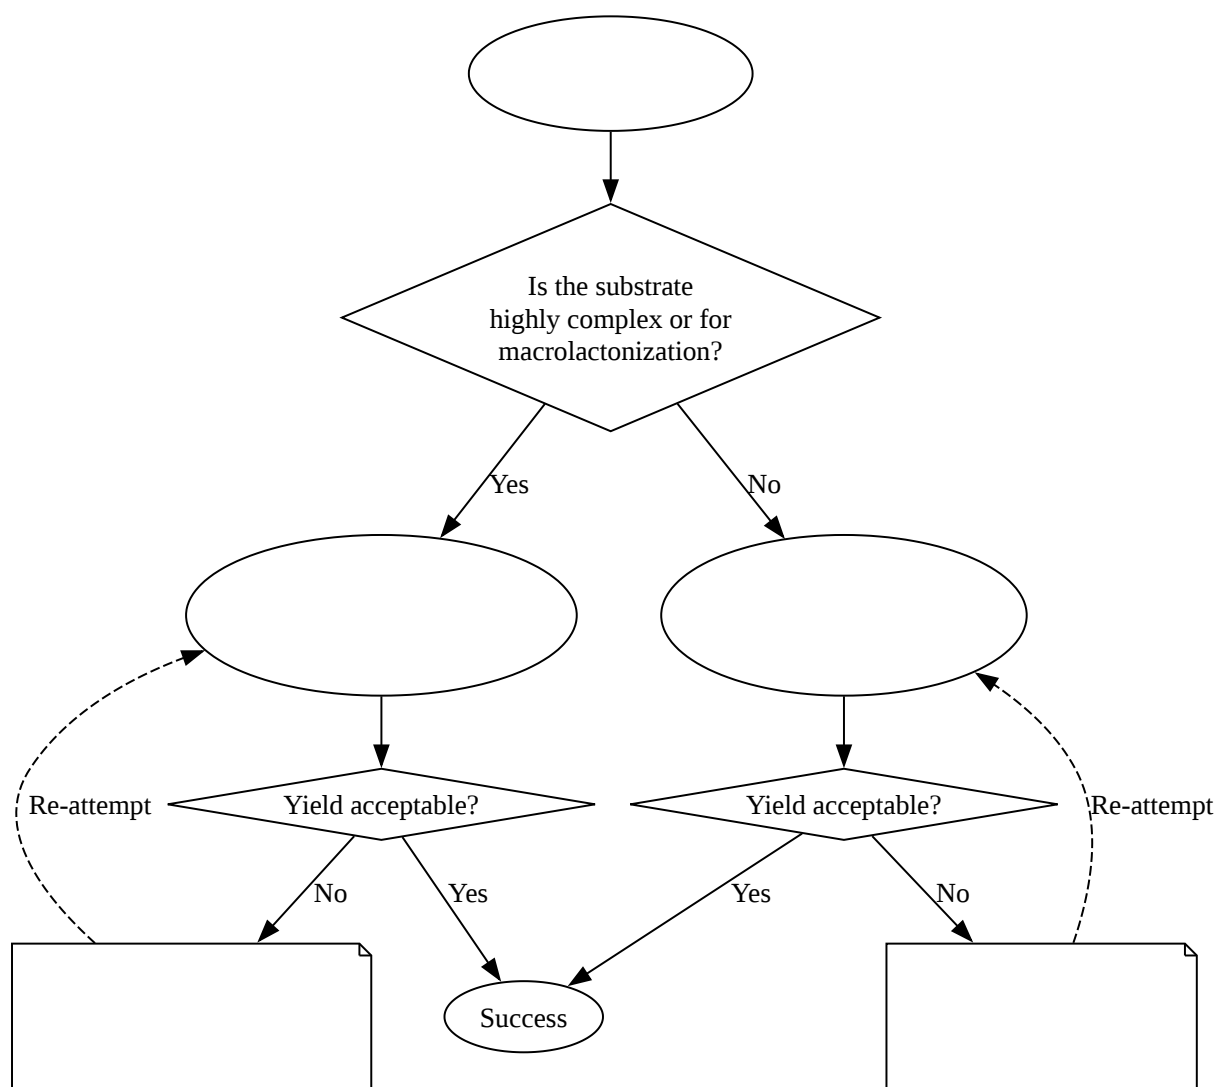 Is the substrate
highly complex or for
macrolactonization?
Yes
No
Re-attempt
Yield acceptable?
Yield acceptable?
Re-attempt
No
Yes
Yes
No
Success